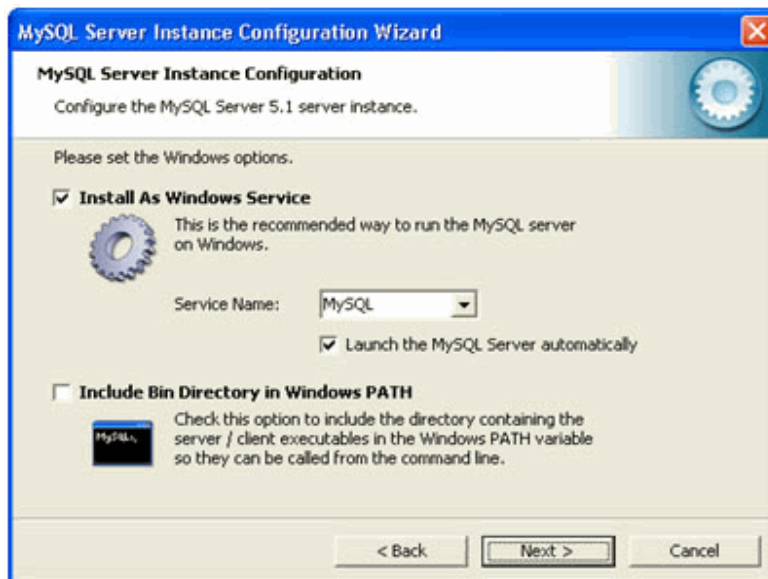 MySQL Server Instance Configuration Wizard
MySQL Server Instance Configuration
Configure the MySQL Server 5.1 server instance.
Please set the Windows options.
Install As Windows Service
This is the recommended way to run the MySQL server
on Windows.
Service Name: MySQL
Launch the MySQL Server automatically
Include Bin Directory in Windows PATH
Check this option to include the directory containing the
server / client executables in the Windows PATH variable
so they can be called from the command line.
< Back Next > Cancel